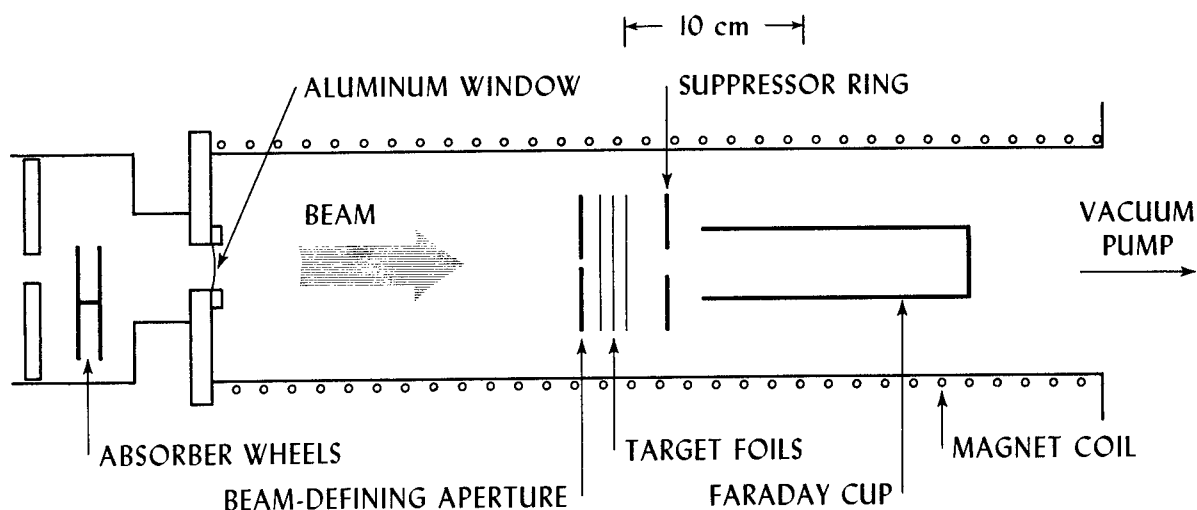 10 cm
ALUMINUM WINDOW
SUPPRESSOR RING
BEAM
VACUUM
PUMP
ABSORBER WHEELS
TARGET FOILS
MAGNET COIL
BEAM-DEFINING APERTURE
FARADAY CUP